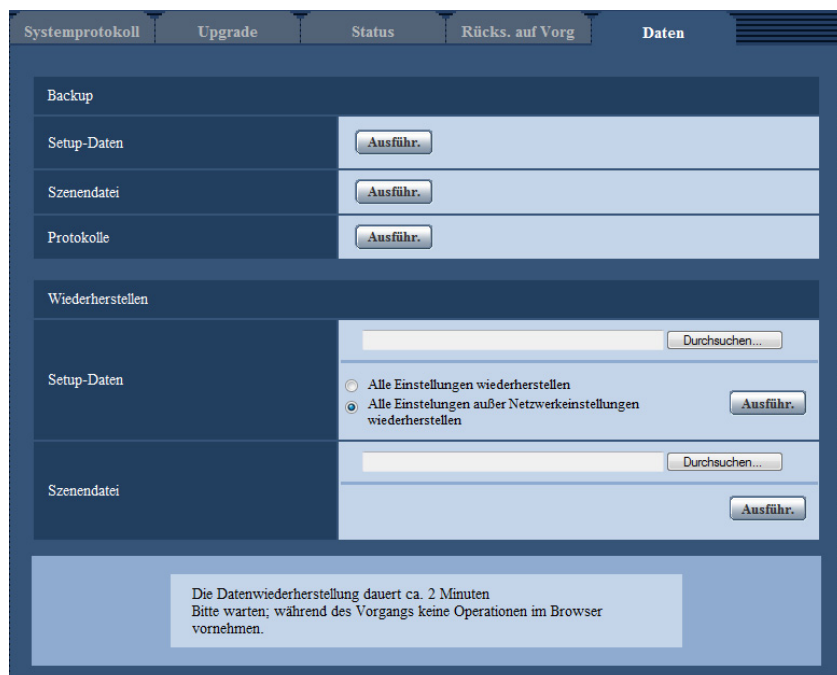 Systemprotokoll
Upgrade
Status
Rücks. auf Vorg
Daten
Backup
Setup-Daten
Ausführ.
Szenendatei
Ausführ.
Protokolle
Ausführ.
Wiederherstellen
Durchsuchen...
Setup-Daten
Alle Einstellungen wiederherstellen
Alle Einstelungen außer Netzwerkeinstellungen
wiederherstellen
Ausführ.
Durchsuchen...
Szenendatei
Ausführ.
Die Datenwiederherstellung dauert ca. 2 Minuten
Bitte warten; während des Vorgangs keine Operationen im Browser
vornehmen.